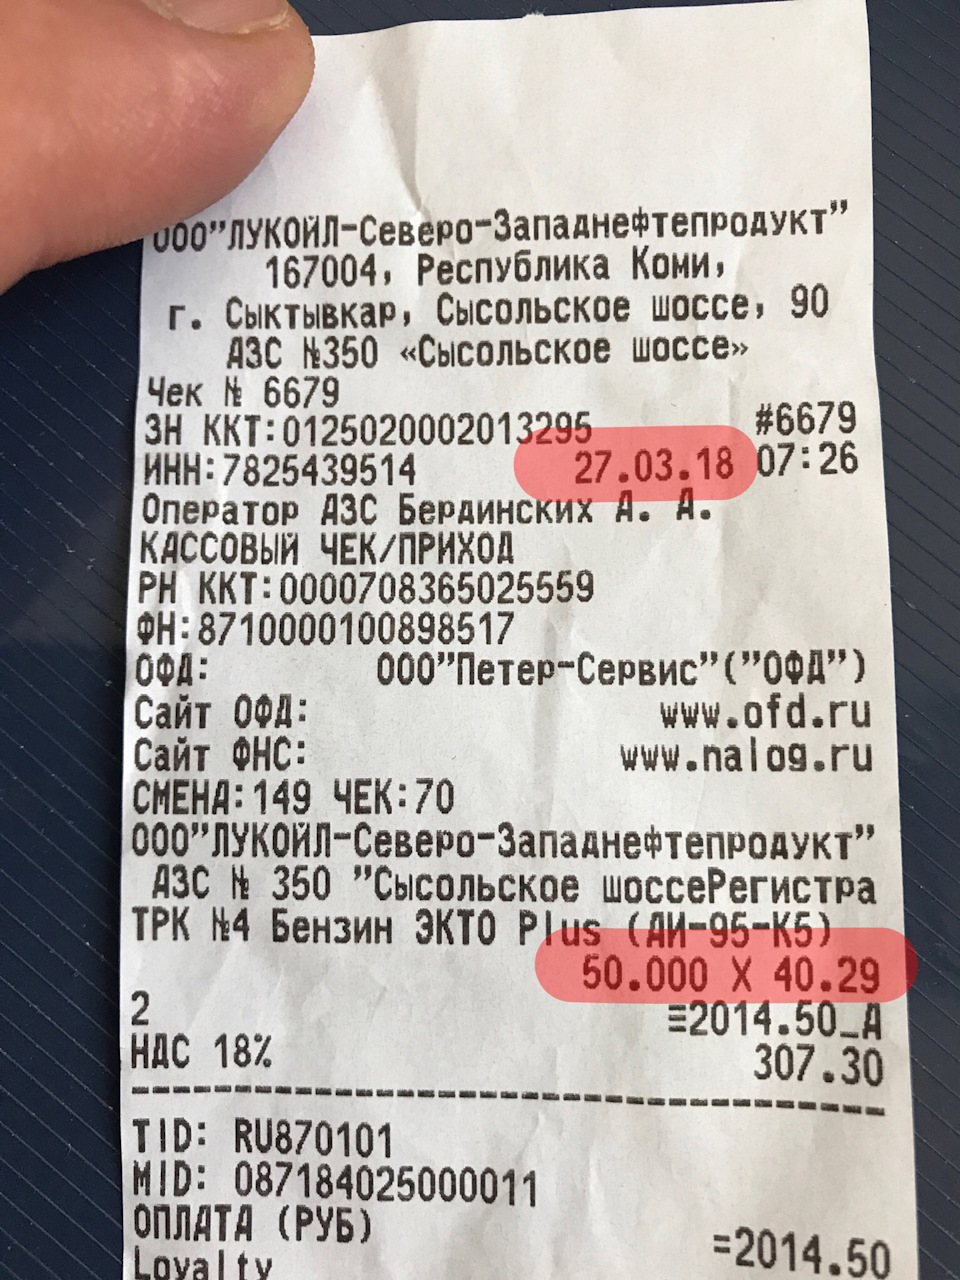 ООО"ЛУКОЙЛ-Северо-Западнефтепродукт"
167004, Республика Коми,
г. Сыктывкар, Сысольское шоссе, 90
АЗС №350 «Сысольское шоссе»
Чек № 6679
#6679
ЗН ККТ:0125020002013295
ИНН:7825439514 27.03.18 07:26
Оператор АЗС Бердинских А. А.
КАССОВЫЙ ЧЕК/ПРИХОД
РН ККТ:0000708365025559
ФН:8710000100898517
ОФД: ООО"Петер-Сервис"("ОФД")
Сайт ОФД: www.ofd.ru
Сайт ФНС: www.nalog.ru
СМЕНА:149 ЧЕК:70
ООО"ЛУКОЙЛ-Северо-Западнефтепродукт"
АЗС № 350 "Сысольское шоссеРегистра
ТРК №4 Бензин ЭКТО Plus (АИ-95-К5)
50.000 X 40.29
2 ≡2014.50_А
НДС 18% 307.30
TID: RU870101
MID: 087184025000011
ОПЛАТА (РУБ) =2014.50
Loyalty